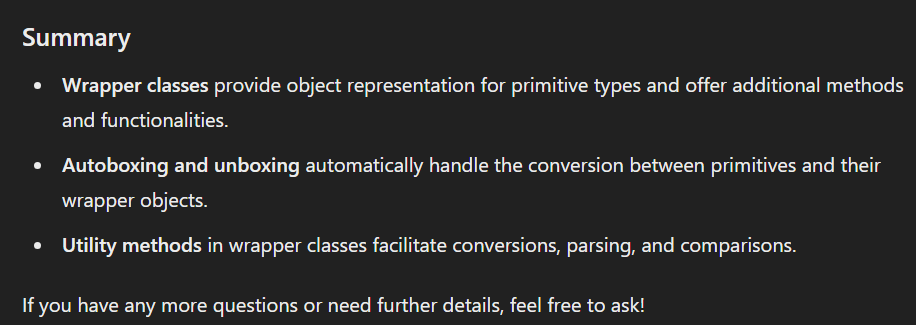 Summary
• Wrapper classes provide object representation for primitive types and offer additional methods
and functionalities.
• Autoboxing and unboxing automatically handle the conversion between primitives and their
wrapper objects.
• Utility methods in wrapper classes facilitate conversions, parsing, and comparisons.
If you have any more questions or need further details, feel free to ask!